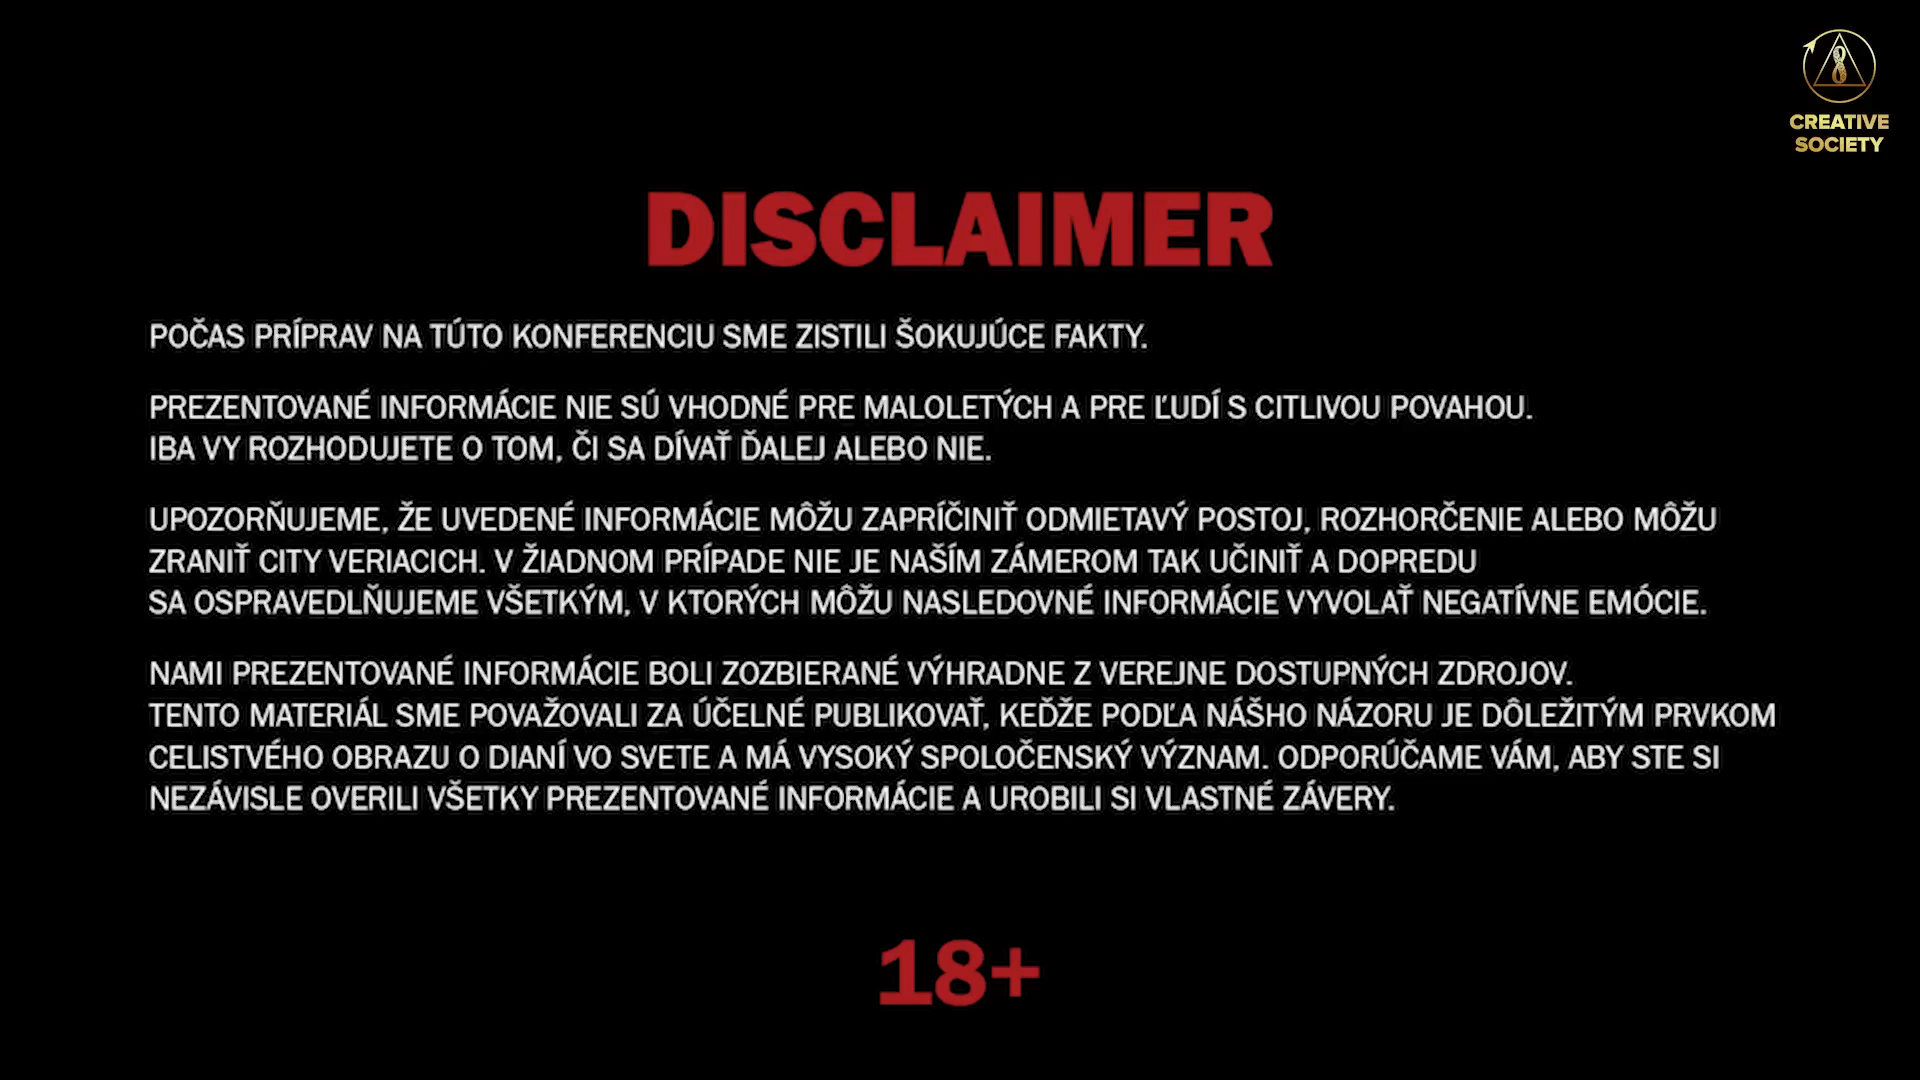 CREATIVE
SOCIETY
DISCLAIMER
POČAS PRÍPRAV NA TÚTO KONFERENCIU SME ZISTILI ŠOKUJÚCE FAKTY.
PREZENTOVANÉ INFORMÁCIE NIE SÚ VHODNÉ PRE MALOLETÝCH A PRE ĽUDÍ S CITLIVOU POVAHOU.
IBA VY ROZHODUJETE O TOM, ČI SA DÍVAŤ ĎALEJ ALEBO NIE.
UPOZORŇUJEME, ŽE UVEDENÉ INFORMÁCIE MÔŽU ZAPRÍČINIŤ ODMIETAVÝ POSTOJ, ROZHORČENIE ALEBO MÔŽU
ZRANIŤ CITY VERIACICH. V ŽIADNOM PRÍPADE NIE JE NAŠÍM ZÁMEROM TAK UČINIŤ A DOPREDU
SA OSPRAVEDLŇUJEME VŠETKÝM, V KTORÝCH MÔŽU NASLEDOVNÉ INFORMÁCIE VYVOLAŤ NEGATÍVNE EMÓCIE.
NAMI PREZENTOVANÉ INFORMÁCIE BOLI ZOZBIERANÉ VÝHRADNE Z VEREJNE DOSTUPNÝCH ZDROJOV.
TENTO MATERIÁL SME POVAŽOVALI ZA ÚČELNÉ PUBLIKOVAŤ, KEĎŽE PODĽA NÁŠHO NÁZORU JE DÔLEŽITÝM PRVKOM
CELISTVÉHO OBRAZU O DIANÍ VO SVETE A MÁ VYSOKÝ SPOLOČENSKÝ VÝZNAM. ODPORÚČAME VÁM, ABY STE SI
NEZÁVISLE OVERILI VŠETKY PREZENTOVANÉ INFORMÁCIE A UROBILI SI VLASTNÉ ZÁVERY.
18+